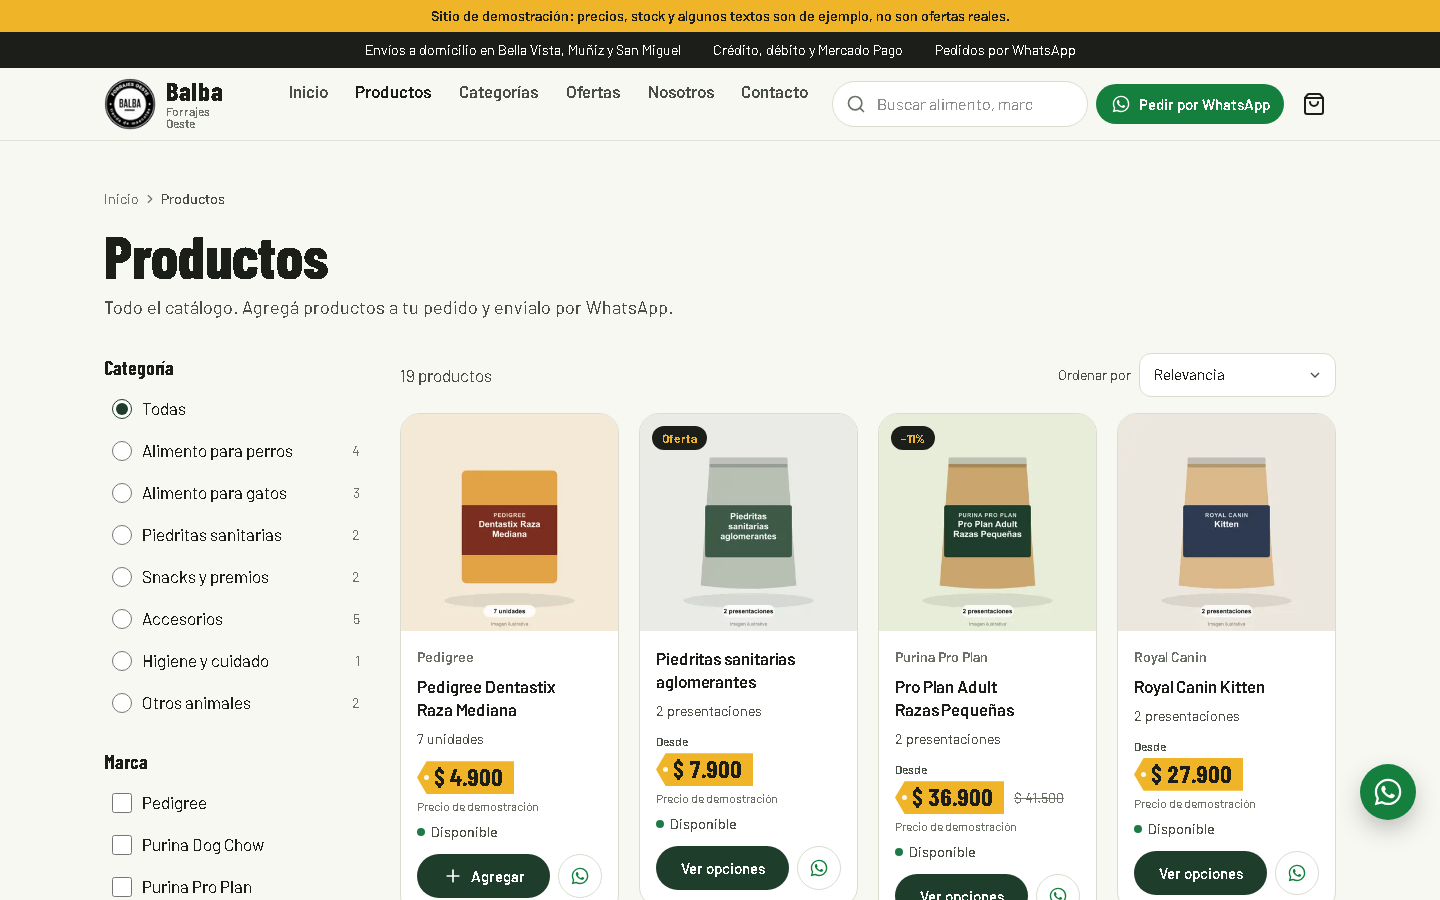 Sitio de demostración: precios, stock y algunos textos son de ejemplo, no son ofertas reales.
Envíos a domicilio en Bella Vista, Muñiz y San Miguel
Crédito, débito y Mercado Pago
Pedidos por WhatsApp
BALBA
Balba
Forrajes
Oeste
Inicio
Productos
Categorías
Ofertas
Nosotros
Contacto
Buscar alimento, marc
Pedir por WhatsApp
Inicio
Productos
Productos
Todo el catálogo. Agregá productos a tu pedido y envialo por WhatsApp.
Categoría
Todas
Alimento para perros 4
Alimento para gatos 3
Piedritas sanitarias 2
Snacks y premios 2
Accesorios 5
Higiene y cuidado 1
Otros animales 2
Marca
Pedigree
Purina Dog Chow
Purina Pro Plan
19 productos
Ordenar por
Relevancia
PEDIGREE
Dentastix Raza
Mediana
7 unidades
Imagen ilustrativa
Pedigree
Pedigree Dentastix
Raza Mediana
7 unidades
$ 4.900
Precio de demostración
Disponible
Agregar
Oferta
Piedritas
sanitarias
aglomerantes
2 presentaciones
Imagen ilustrativa
Piedritas sanitarias
aglomerantes
2 presentaciones
Desde
$ 7.900
Precio de demostración
Disponible
Ver opciones
-11%
PURINA PRO PLAN
Pro Plan Adult
Razas Pequeñas
2 presentaciones
Imagen ilustrativa
Purina Pro Plan
Pro Plan Adult
Razas Pequeñas
2 presentaciones
Desde
$ 36.900
$ 41.500
Precio de demostración
Disponible
Ver opciones
ROYAL CANIN
Kitten
2 presentaciones
Imagen ilustrativa
Royal Canin
Royal Canin Kitten
2 presentaciones
Desde
$ 27.900
Precio de demostración
Disponible
Ver opciones